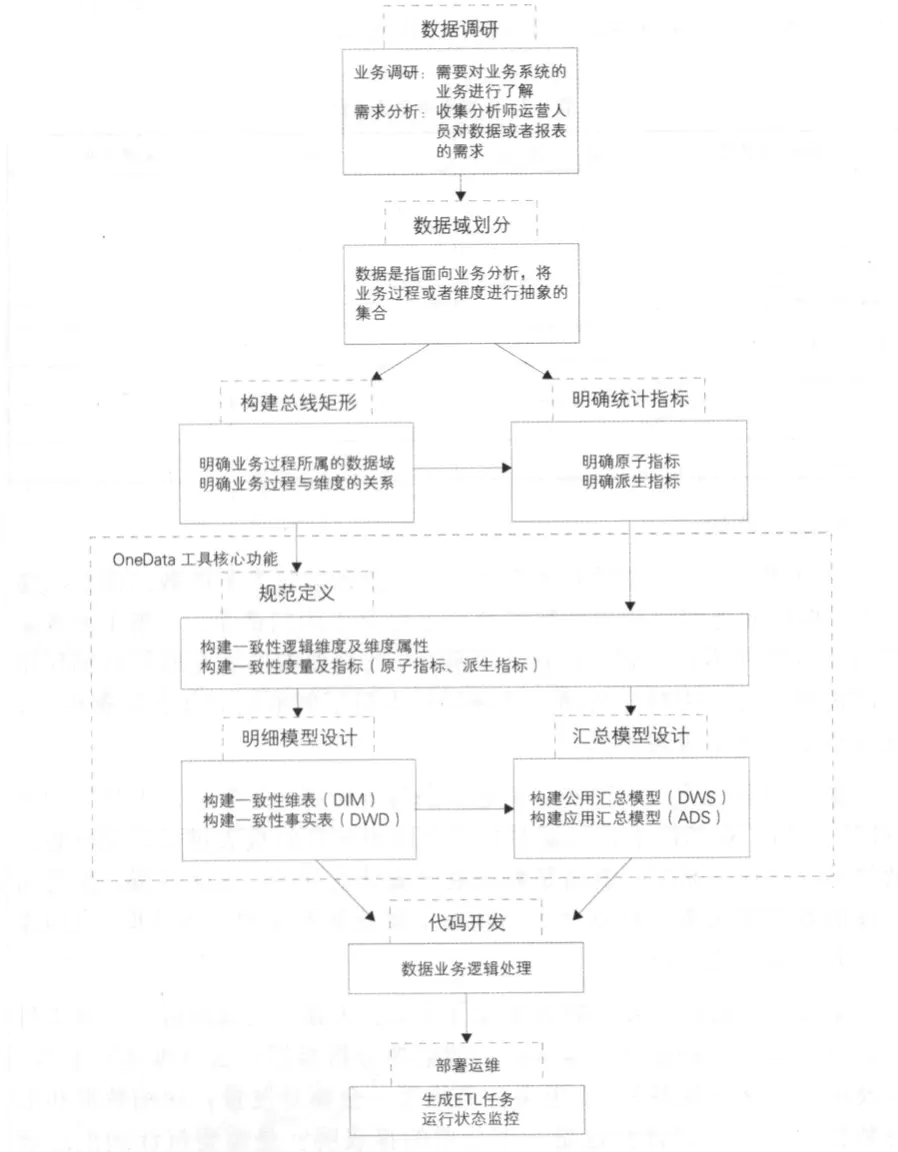 数据调研
业务调研：需要对业务系统的
业务进行了解
需求分析：收集分析师运营人
员对数据或者报表
的需求
数据域划分
数据是指面向业务分析，将
业务过程或者维度进行抽象的
集合
构建总线矩形
明确业务过程所属的数据域
明确业务过程与维度的关系
明确统计指标
明确原子指标
明确派生指标
OneData 工具核心功能
规范定义
构建一致性逻辑维度及维度属性
构建一致性度量及指标（原子指标、派生指标）
明细模型设计
构建一致性维表（DIM）
构建一致性事实表（DWD）
汇总模型设计
构建公用汇总模型（DWS）
构建应用汇总模型（ADS）
代码开发
数据业务逻辑处理
部署运维
生成ETL任务
运行状态监控